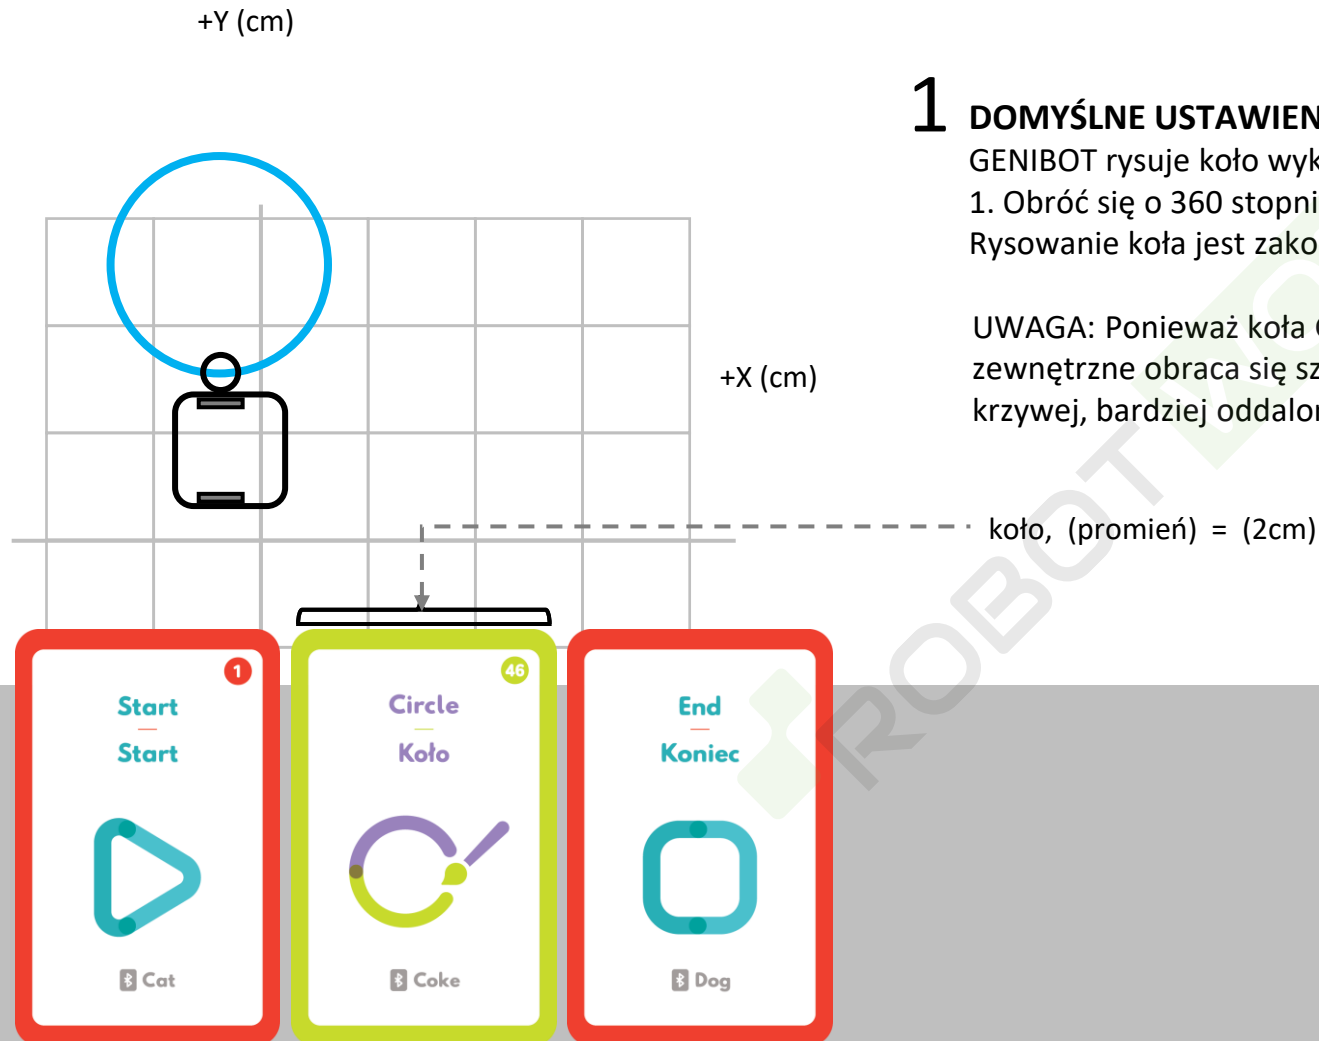 +Y (cm)
1 DOMYŚLNE USTAWIEN
GENIBOT rysuje koło wyk
1. Obróć się o 360 stopni
Rysowanie koła jest zako
UWAGA: Ponieważ koła
zewnętrzne obraca się sz
krzywej, bardziej oddalo
+X (cm)
koło, (promień) = (2cm)
ROBOT
1
Start
Start
Cat
46
Circle
Koło
Coke
End
Koniec
Dog